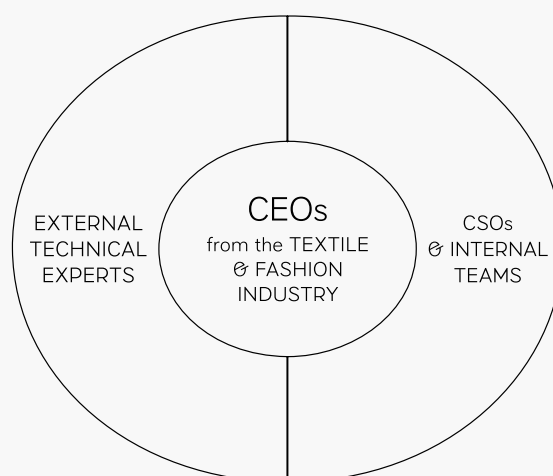 EXTERNAL
TECHNICAL
EXPERTS
CEOs
from the TEXTILE
& FASHION
INDUSTRY
CSOs
& INTERNAL
TEAMS